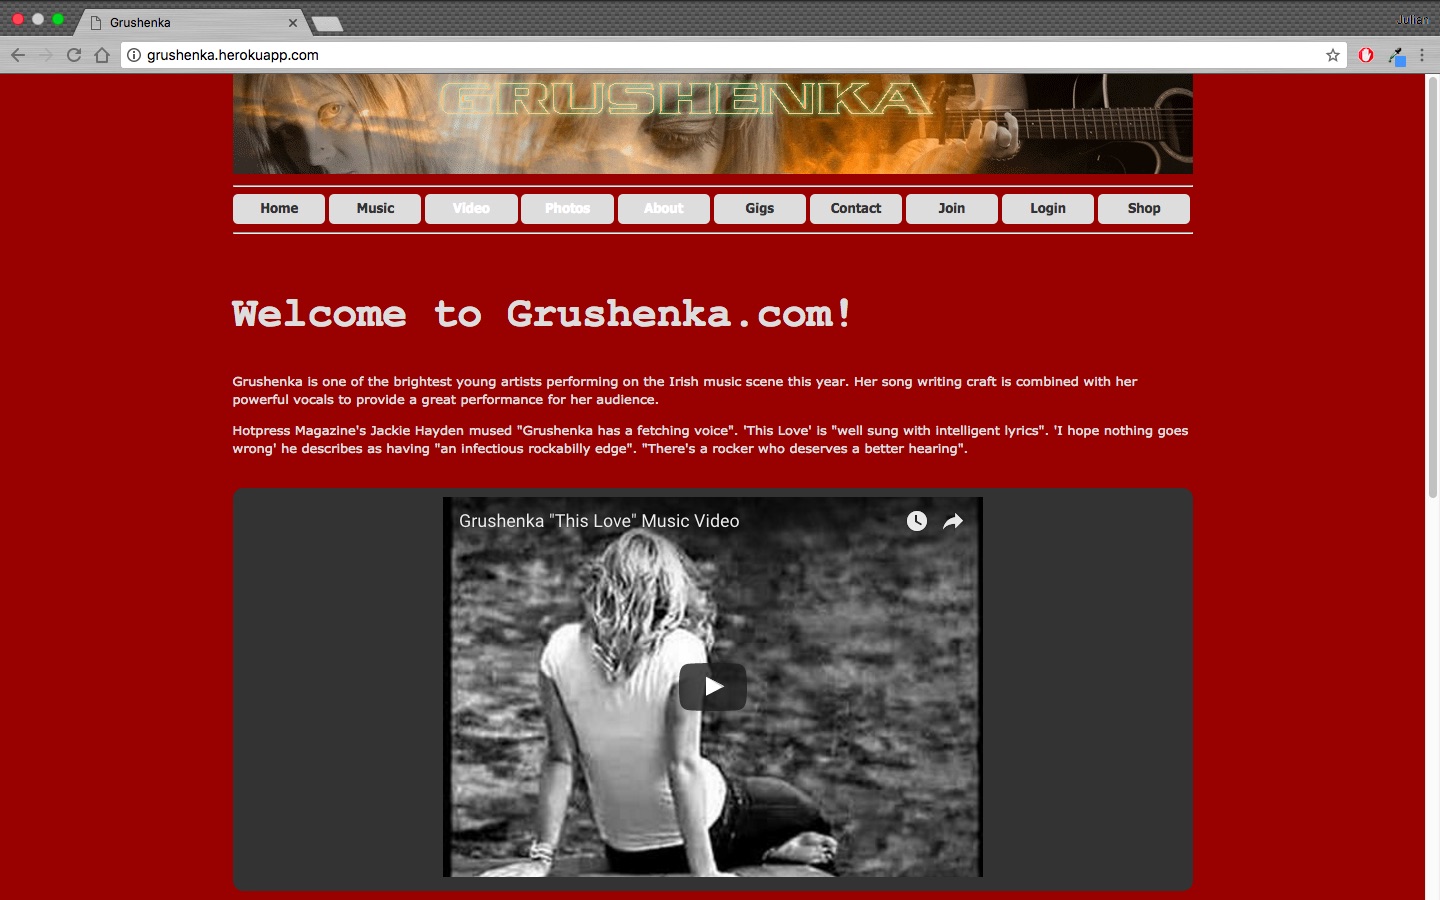 Grushenka
Julian
grushenka.herokuapp.com
GRUSHENKA
Home Music Video Photos About Gigs Contact Join Login Shop
Welcome to Grushenka.com!
Grushenka is one of the brightest young artists performing on the Irish music scene this year. Her song writing craft is combined with her
powerful vocals to provide a great performance for her audience.
Hotpress Magazine's Jackie Hayden mused "Grushenka has a fetching voice". 'This Love' is "well sung with intelligent lyrics". 'I hope nothing goes
wrong' he describes as having "an infectious rockabilly edge". "There's a rocker who deserves a better hearing".
Grushenka "This Love" Music Video